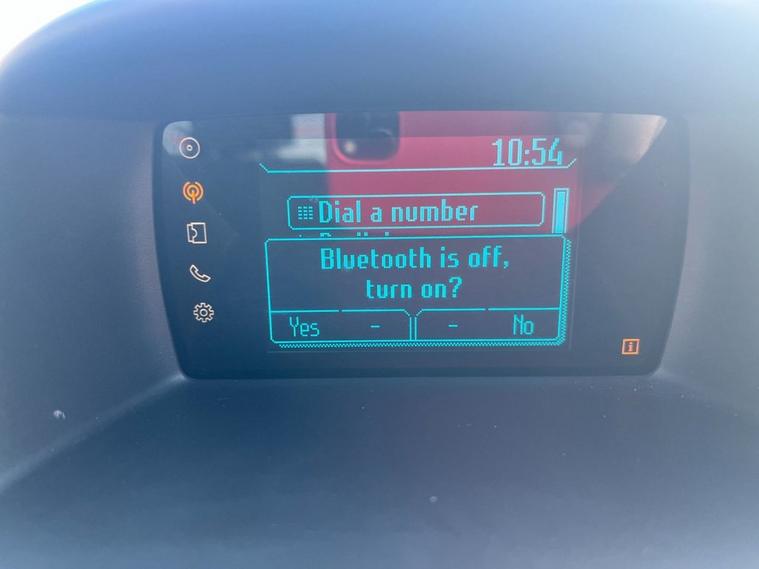 10:54
Dial a number
Bluetooth is off,
turn on?
Yes - - No
i